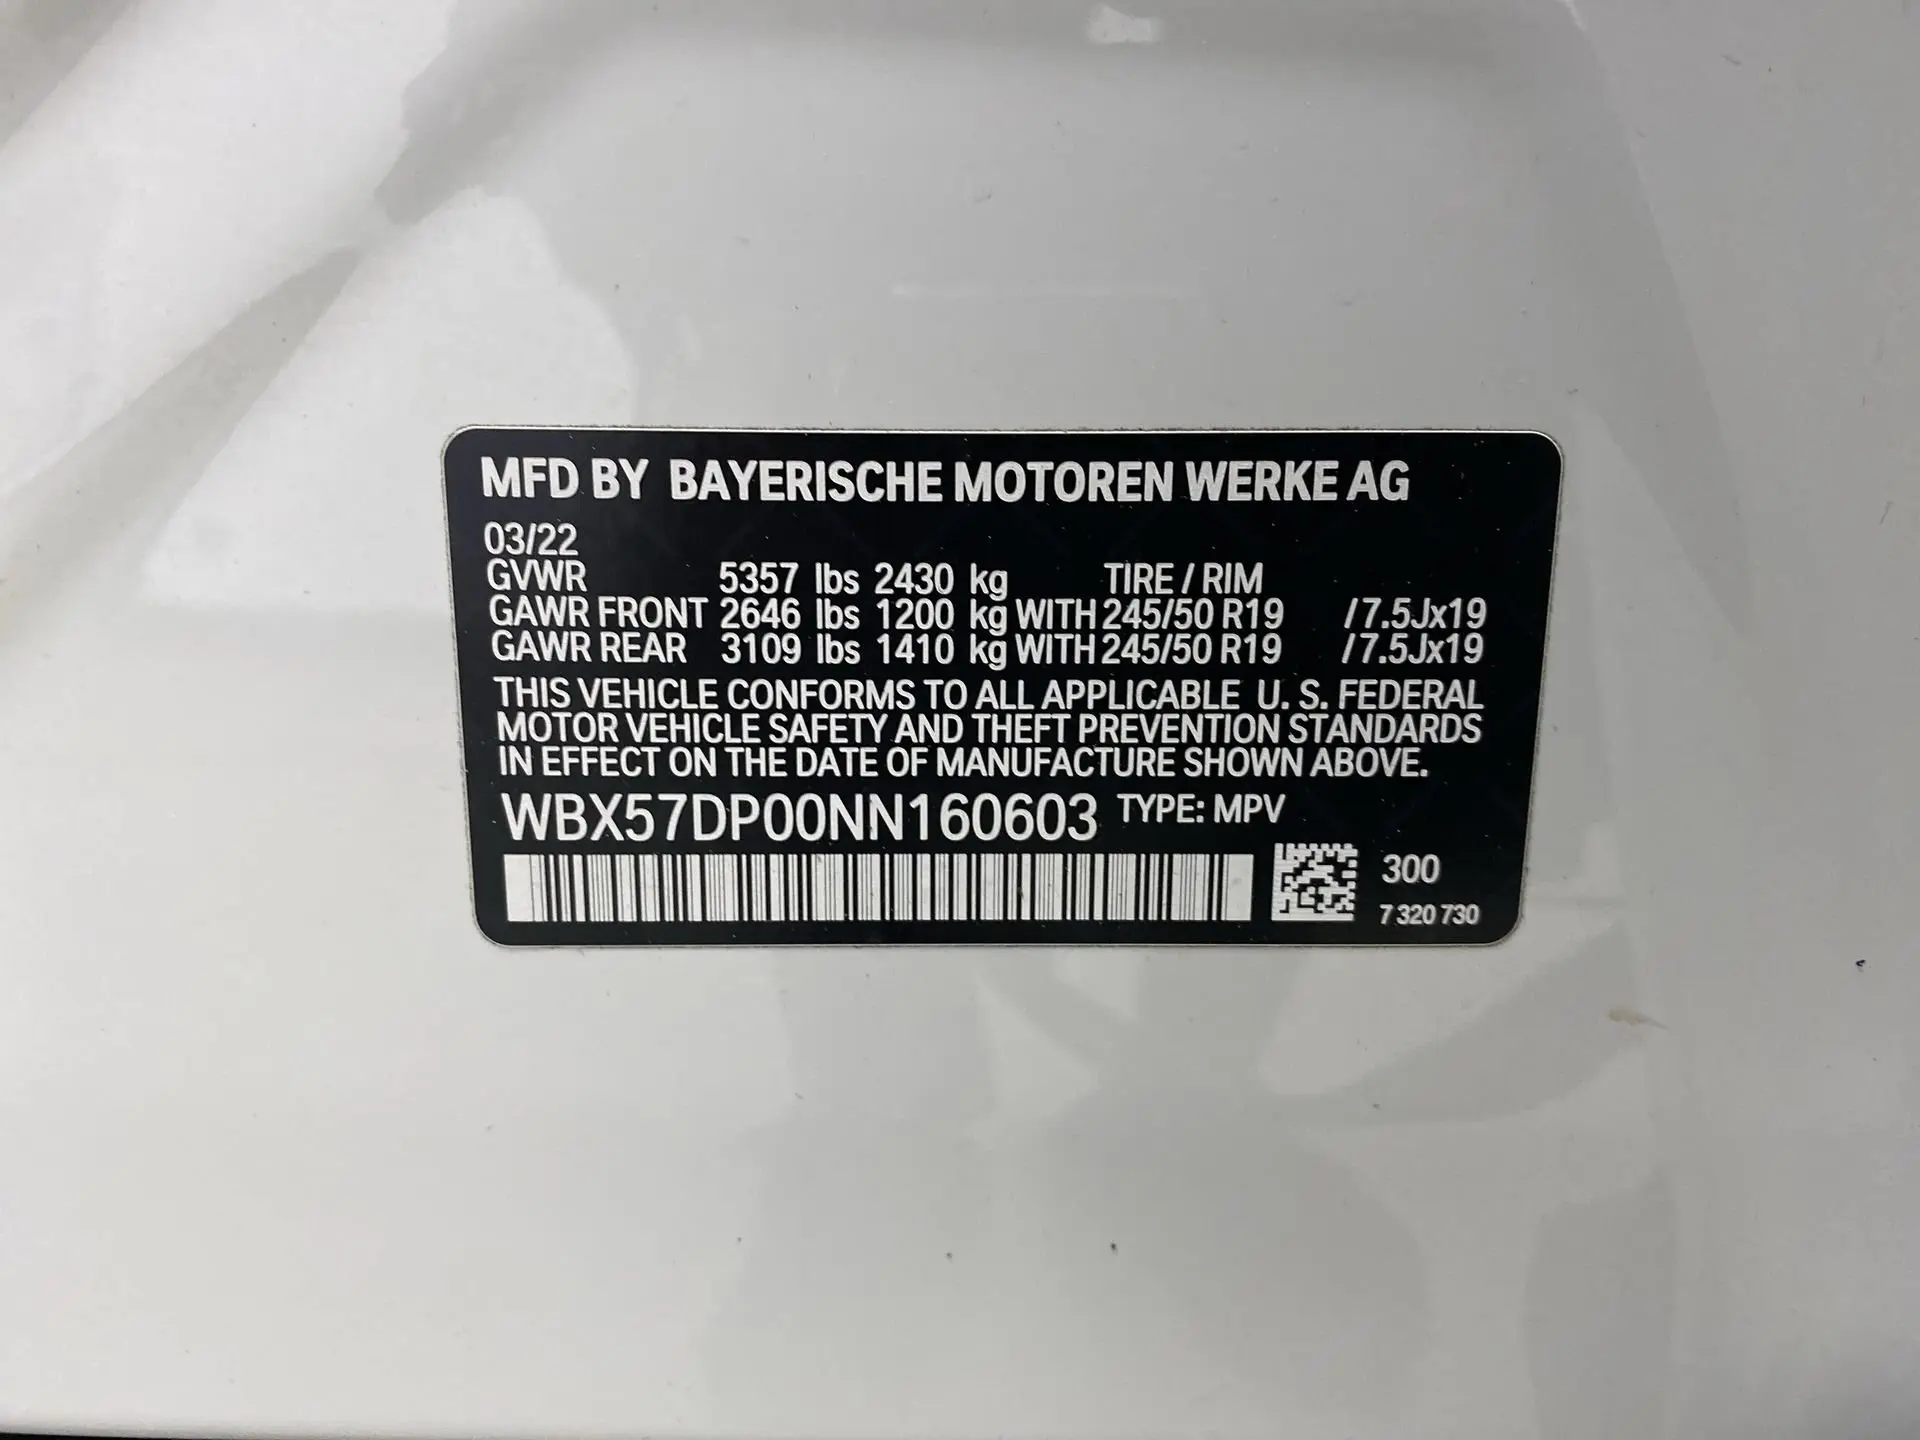 MFD BY BAYERISCHE MOTOREN WERKE AG
03/22
GVWR 5357 lbs 2430 kg TIRE / RIM
GAWR FRONT 2646 lbs 1200 kg WITH 245/50 R19 /7.5Jx19
GAWR REAR 3109 lbs 1410 kg WITH 245/50 R19 /7.5Jx19
THIS VEHICLE CONFORMS TO ALL APPLICABLE U. S. FEDERAL
MOTOR VEHICLE SAFETY AND THEFT PREVENTION STANDARDS
IN EFFECT ON THE DATE OF MANUFACTURE SHOWN ABOVE.
WBX57DP00NN160603 TYPE: MPV
300
7 320 730